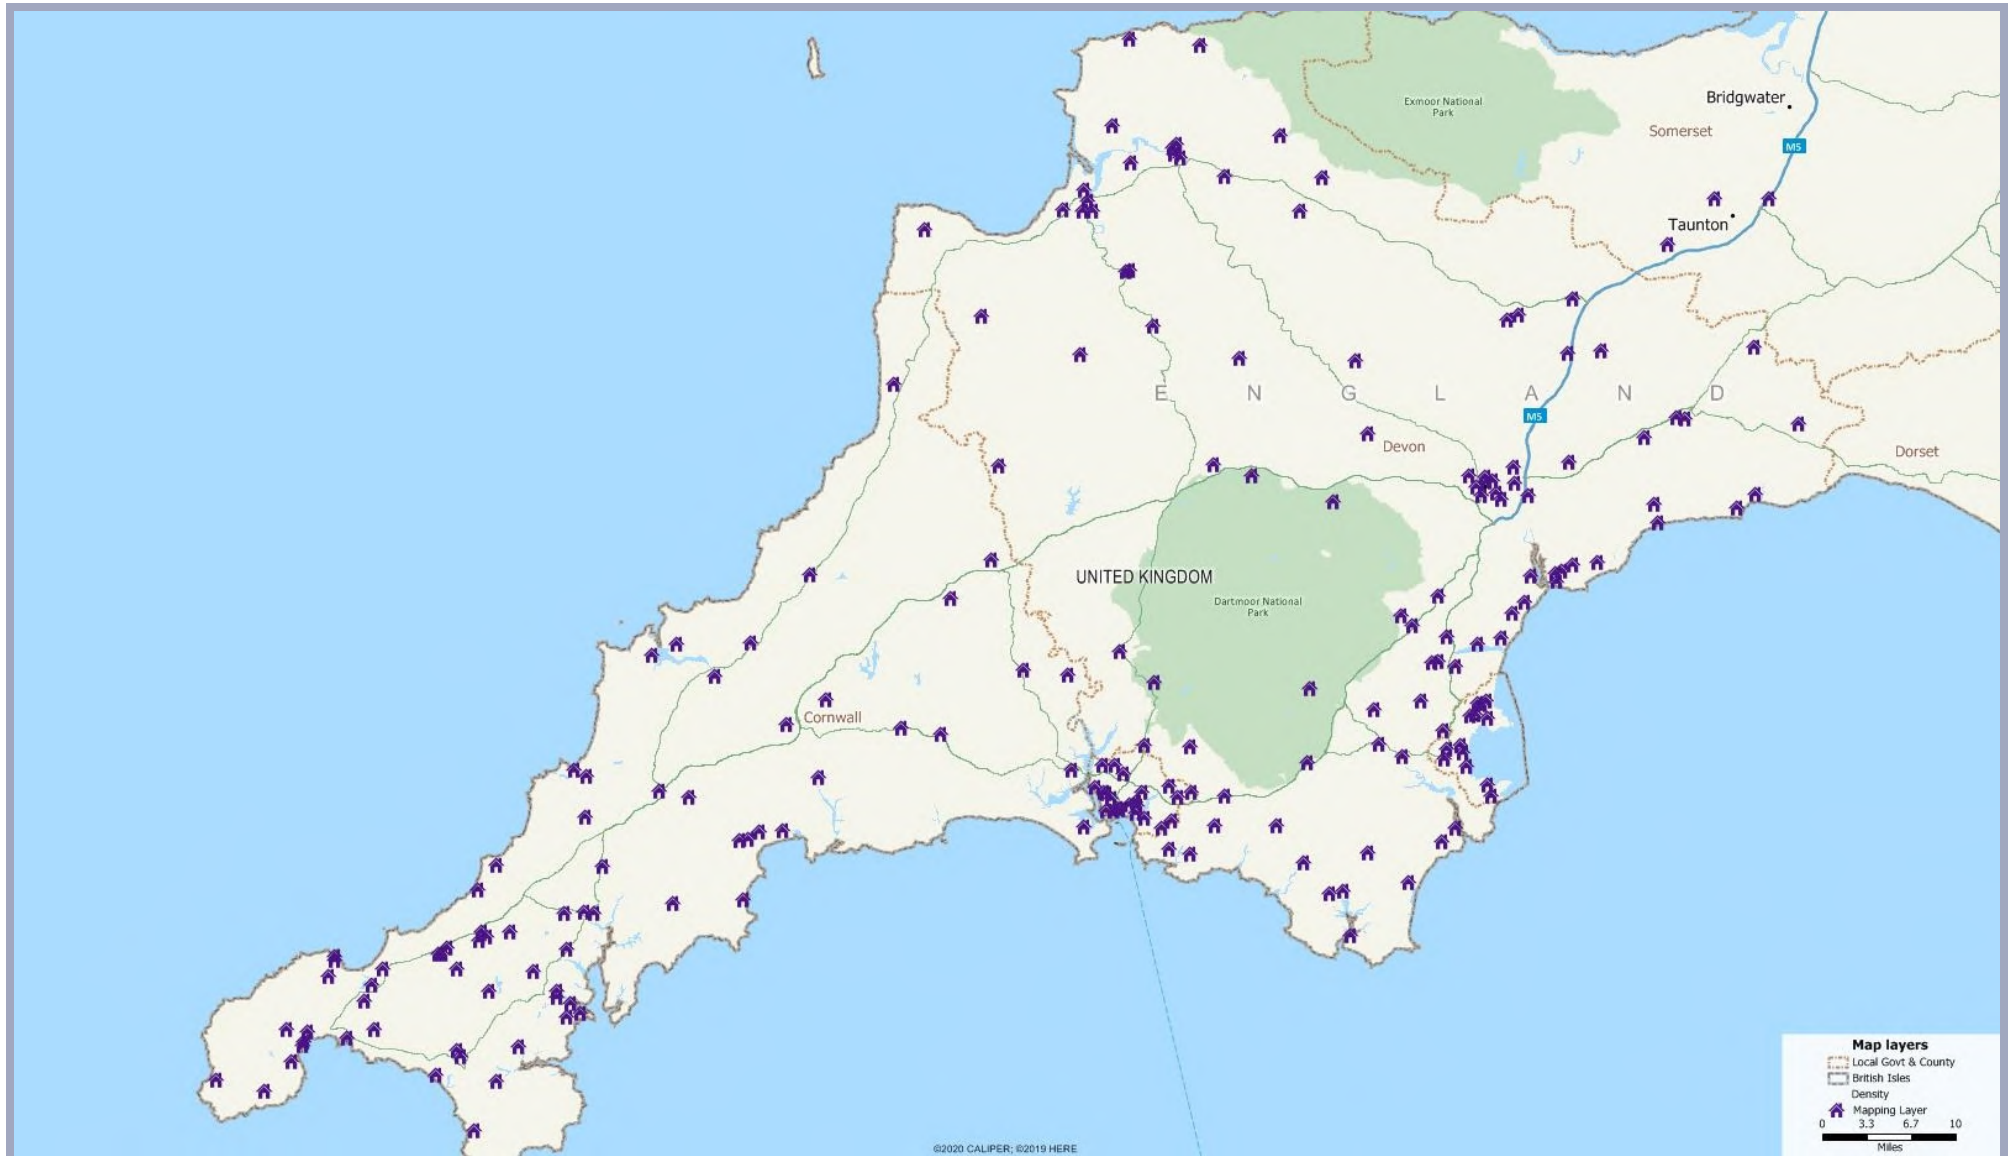 Exmoor National
Park
Bridgwater
Somerset
M5
Taunton
E N G L A N D
M5
Devon
Dorset
UNITED KINGDOM
Dartmoor National
Park
Cornwall
Map layers
Local Govt & County
British Isles
Density
Mapping Layer
0 3.3 6.7 10
Miles
©2020 CALIPER; ©2019 HERE